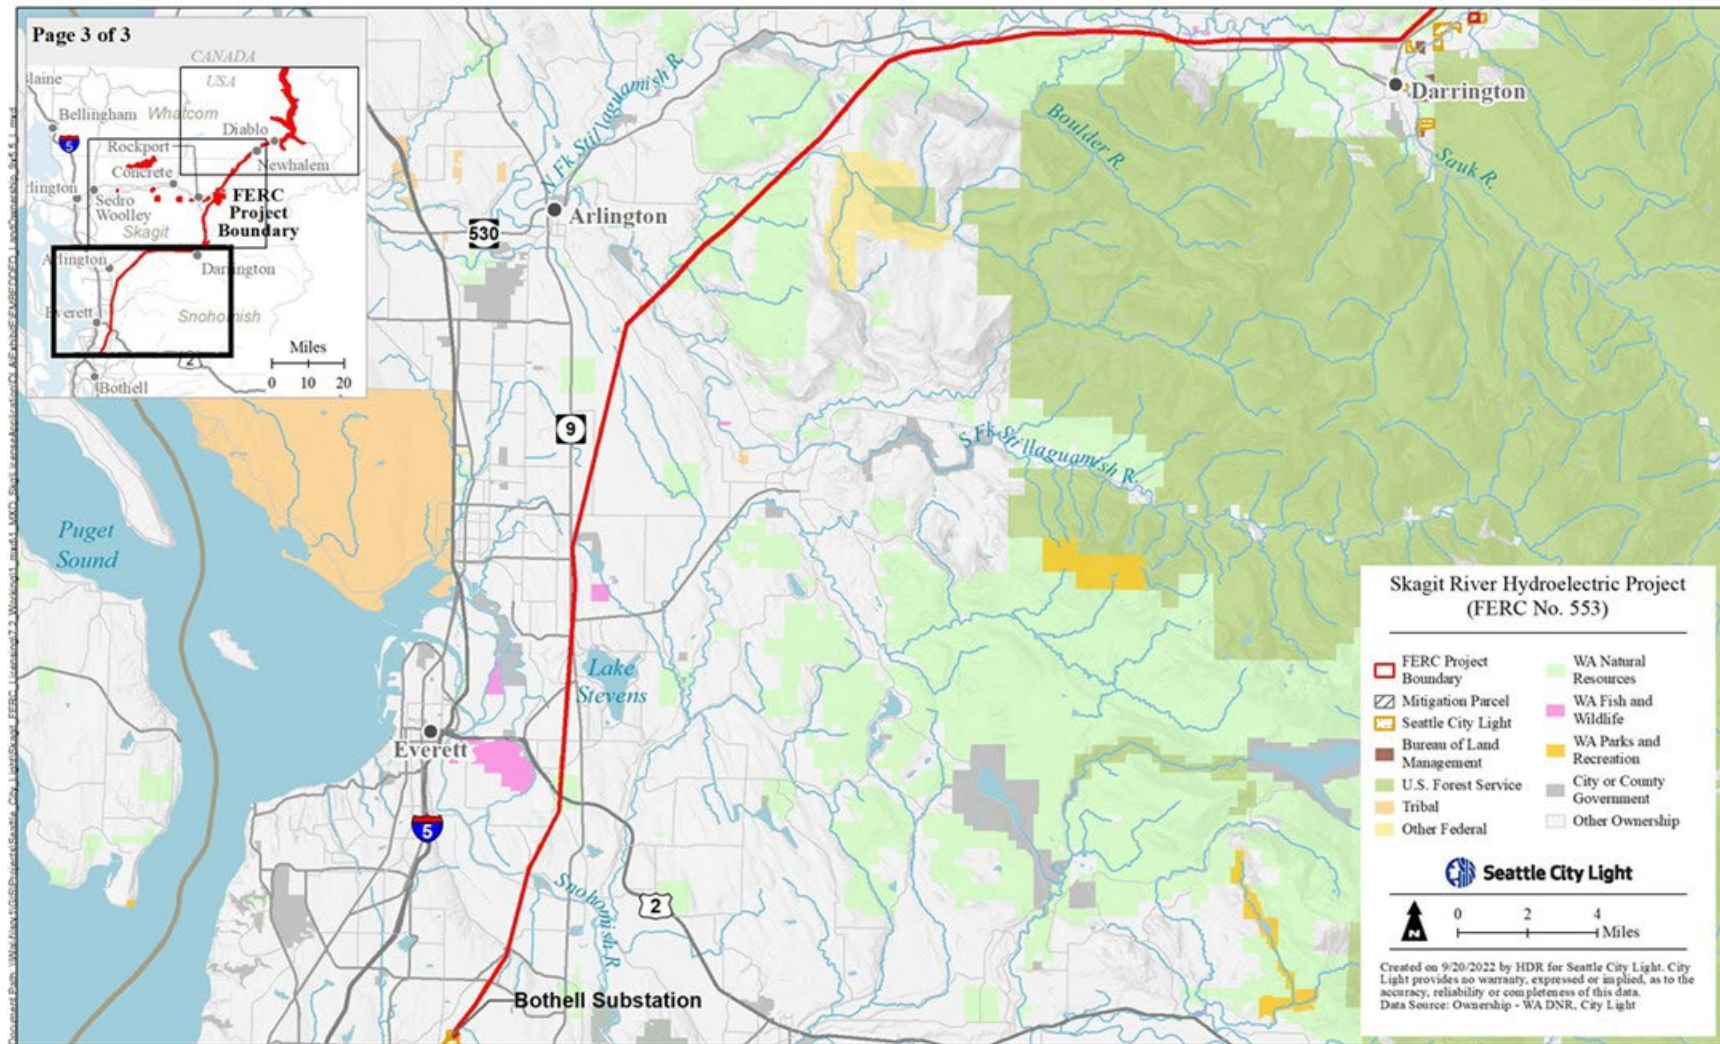 Page 3 of 3
CANADA
USA
laine
Bellingham
Whatcom
5
Diablo
Rockport
Newhalem
Concrete
rlington
Sedro
Woolley
FERC
Project
Boundary
Skagit
Arlington
Darrington
Everett
Snohomish
Miles
0 10 20
2
Bothell
N Fk Stillaguamish R.
Arlington
530
Boulder R.
Darrington
Sauk R.
9
S Fk Stillaguamish R.
Puget
Sound
Lake
Stevens
Everett
5
Snohomish R.
2
Bothell Substation
Skagit River Hydroelectric Project
(FERC No. 553)
FERC Project
Boundary
Mitigation Parcel
Seattle City Light
Bureau of Land
Management
U.S. Forest Service
Tribal
Other Federal
WA Natural
Resources
WA Fish and
Wildlife
WA Parks and
Recreation
City or County
Government
Other Ownership
Seattle City Light
N
0 2 4
Miles
Created on 9/20/2022 by HDR for Seattle City Light. City
Light provides no warranty, expressed or implied, as to the
accuracy, reliability or completeness of this data.
Data Source: Ownership - WA DNR, City Light